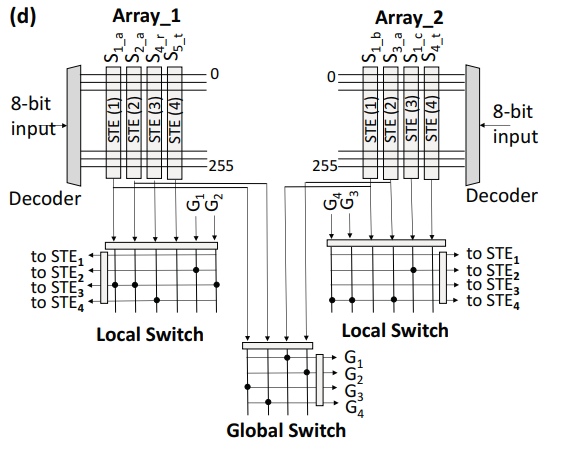 (d)
Array_1
Array_2
S1_a
S2_a
S4_r
S5_t
S1_b
S3_a
S1_c
S4_t
0
0
8-bit
input
STE (1)
STE (2)
STE (3)
STE (4)
STE (1)
STE (2)
STE (3)
STE (4)
8-bit
input
255
255
Decoder
Decoder
G1
G2
G4
G3
to STE1
to STE2
to STE3
to STE4
to STE1
to STE2
to STE3
to STE4
Local Switch
Local Switch
G1
G2
G3
G4
Global Switch